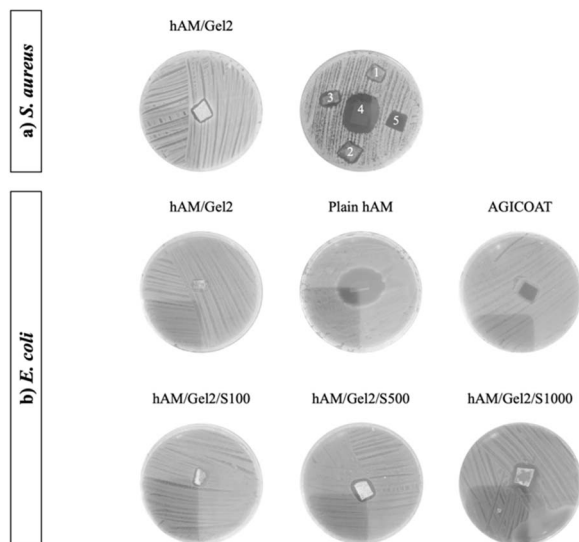 hAM/Gel2
a) S. aureus
1
3
4
5
2
hAM/Gel2
Plain hAM
AGICOAT
b) E. coli
hAM/Gel2/S100
hAM/Gel2/S500
hAM/Gel2/S1000